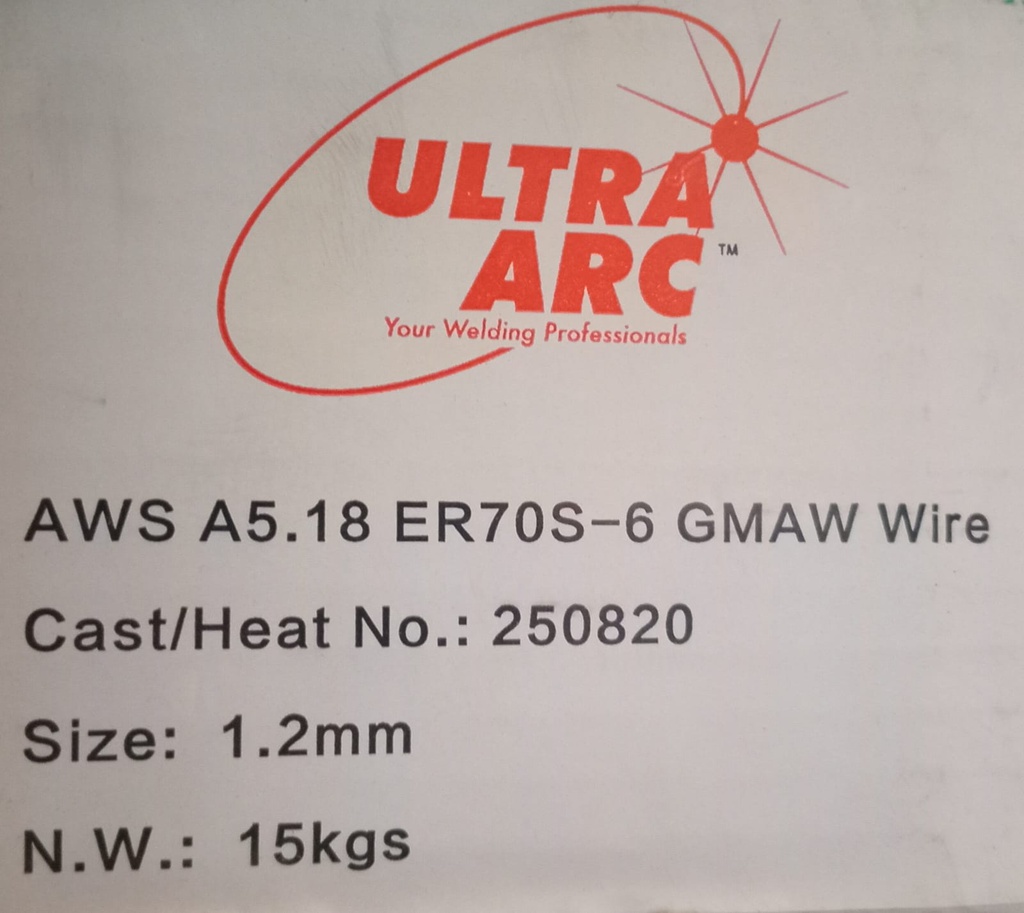 ULTRA
ARC ™
Your Welding Professionals
AWS A5.18 ER70S-6 GMAW Wire
Cast/Heat No.: 250820
Size: 1.2mm
N.W.: 15kgs